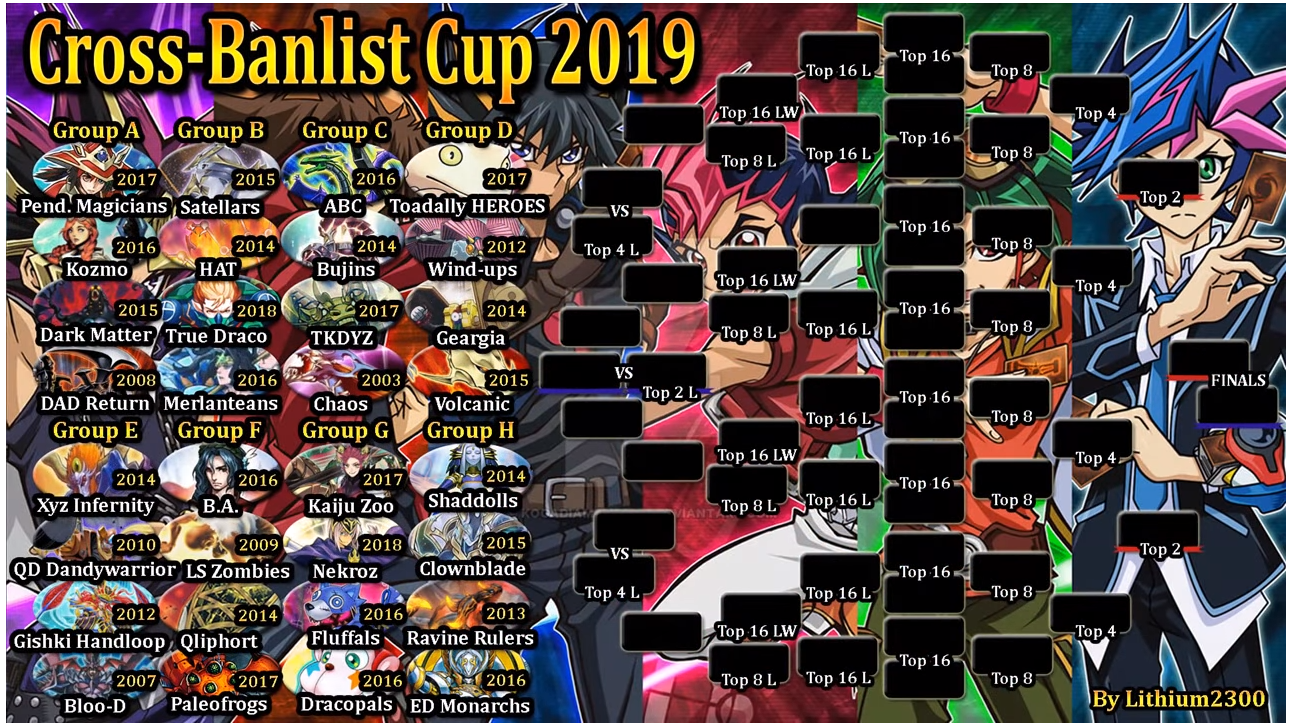 Cross-Banlist Cup 2019
Group A Group B Group C Group D
2017 2015 2016 2017
Pend. Magicians Satellars ABC Toadally HEROES
2016 2014 2014 2012
Kozmo HAT Bujins Wind-ups
2015 2018 2017 2014
Dark Matter True Draco TKDYZ Geargia
2008 2016 2003 2015
DAD Return Merlanteans Chaos Volcanic
Group E Group F Group G Group H
2014 2016 2017 2014
Xyz Infernity B.A. Kaiju Zoo Shaddolls
2010 2009 2018 2015
QD Dandywarrior LS Zombies Nekroz Clownblade
2012 2014 2016 2013
Gishki Handloop Qliphort Fluffals Ravine Rulers
2007 2017 2016 2016
Bloo-D Paleofrogs Dracopals ED Monarchs
VS
Top 4 L
VS
Top 2 L
VS
Top 4 L
Top 16 LW
Top 8 L
Top 16 LW
Top 8 L
Top 16 LW
Top 8 L
Top 16 LW
Top 8 L
Top 16 L
Top 16 L
Top 16 L
Top 16 L
Top 16 L
Top 16 L
Top 16 L
Top 16
Top 16
Top 16
Top 16
Top 16
Top 16
Top 16
Top 16
Top 8
Top 8
Top 8
Top 8
Top 8
Top 8
Top 8
Top 8
Top 4
Top 4
Top 4
Top 4
Top 2
Top 2
FINALS
By Lithium2300